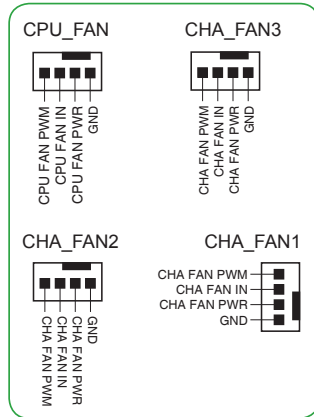 CPU_FAN
CPU FAN PWM
CPU FAN IN
CPU FAN PWR
GND
CHA_FAN3
CHA FAN PWM
CHA FAN IN
CHA FAN PWR
GND
CHA_FAN2
CHA FAN PWM
CHA FAN IN
CHA FAN PWR
GND
CHA_FAN1
CHA FAN PWM
CHA FAN IN
CHA FAN PWR
GND